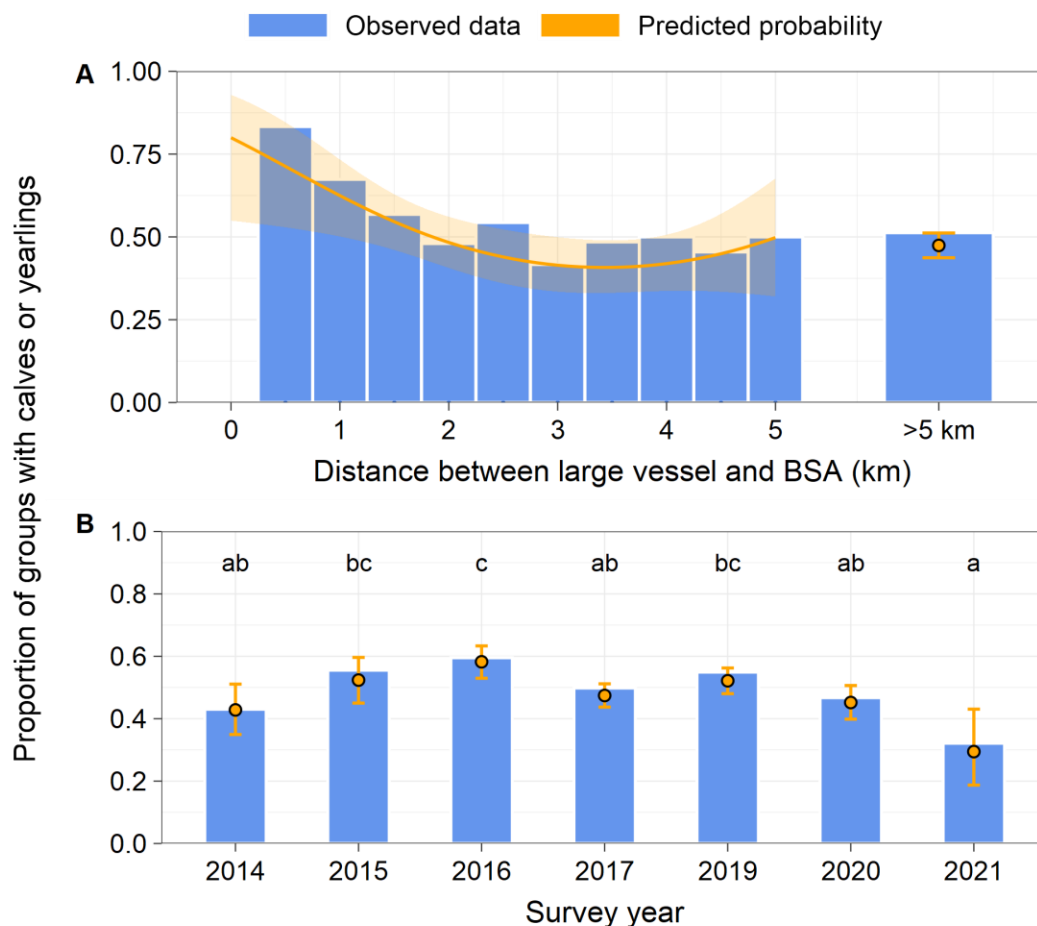 Observed data Predicted probability
A
Proportion of groups with calves or yearlings
1.00
0.75
0.50
0.25
0.00
0 1 2 3 4 5 >5 km
Distance between large vessel and BSA (km)
B
1.0
0.8
0.6
0.4
0.2
0.0
ab bc c ab bc ab a
2014 2015 2016 2017 2019 2020 2021
Survey year